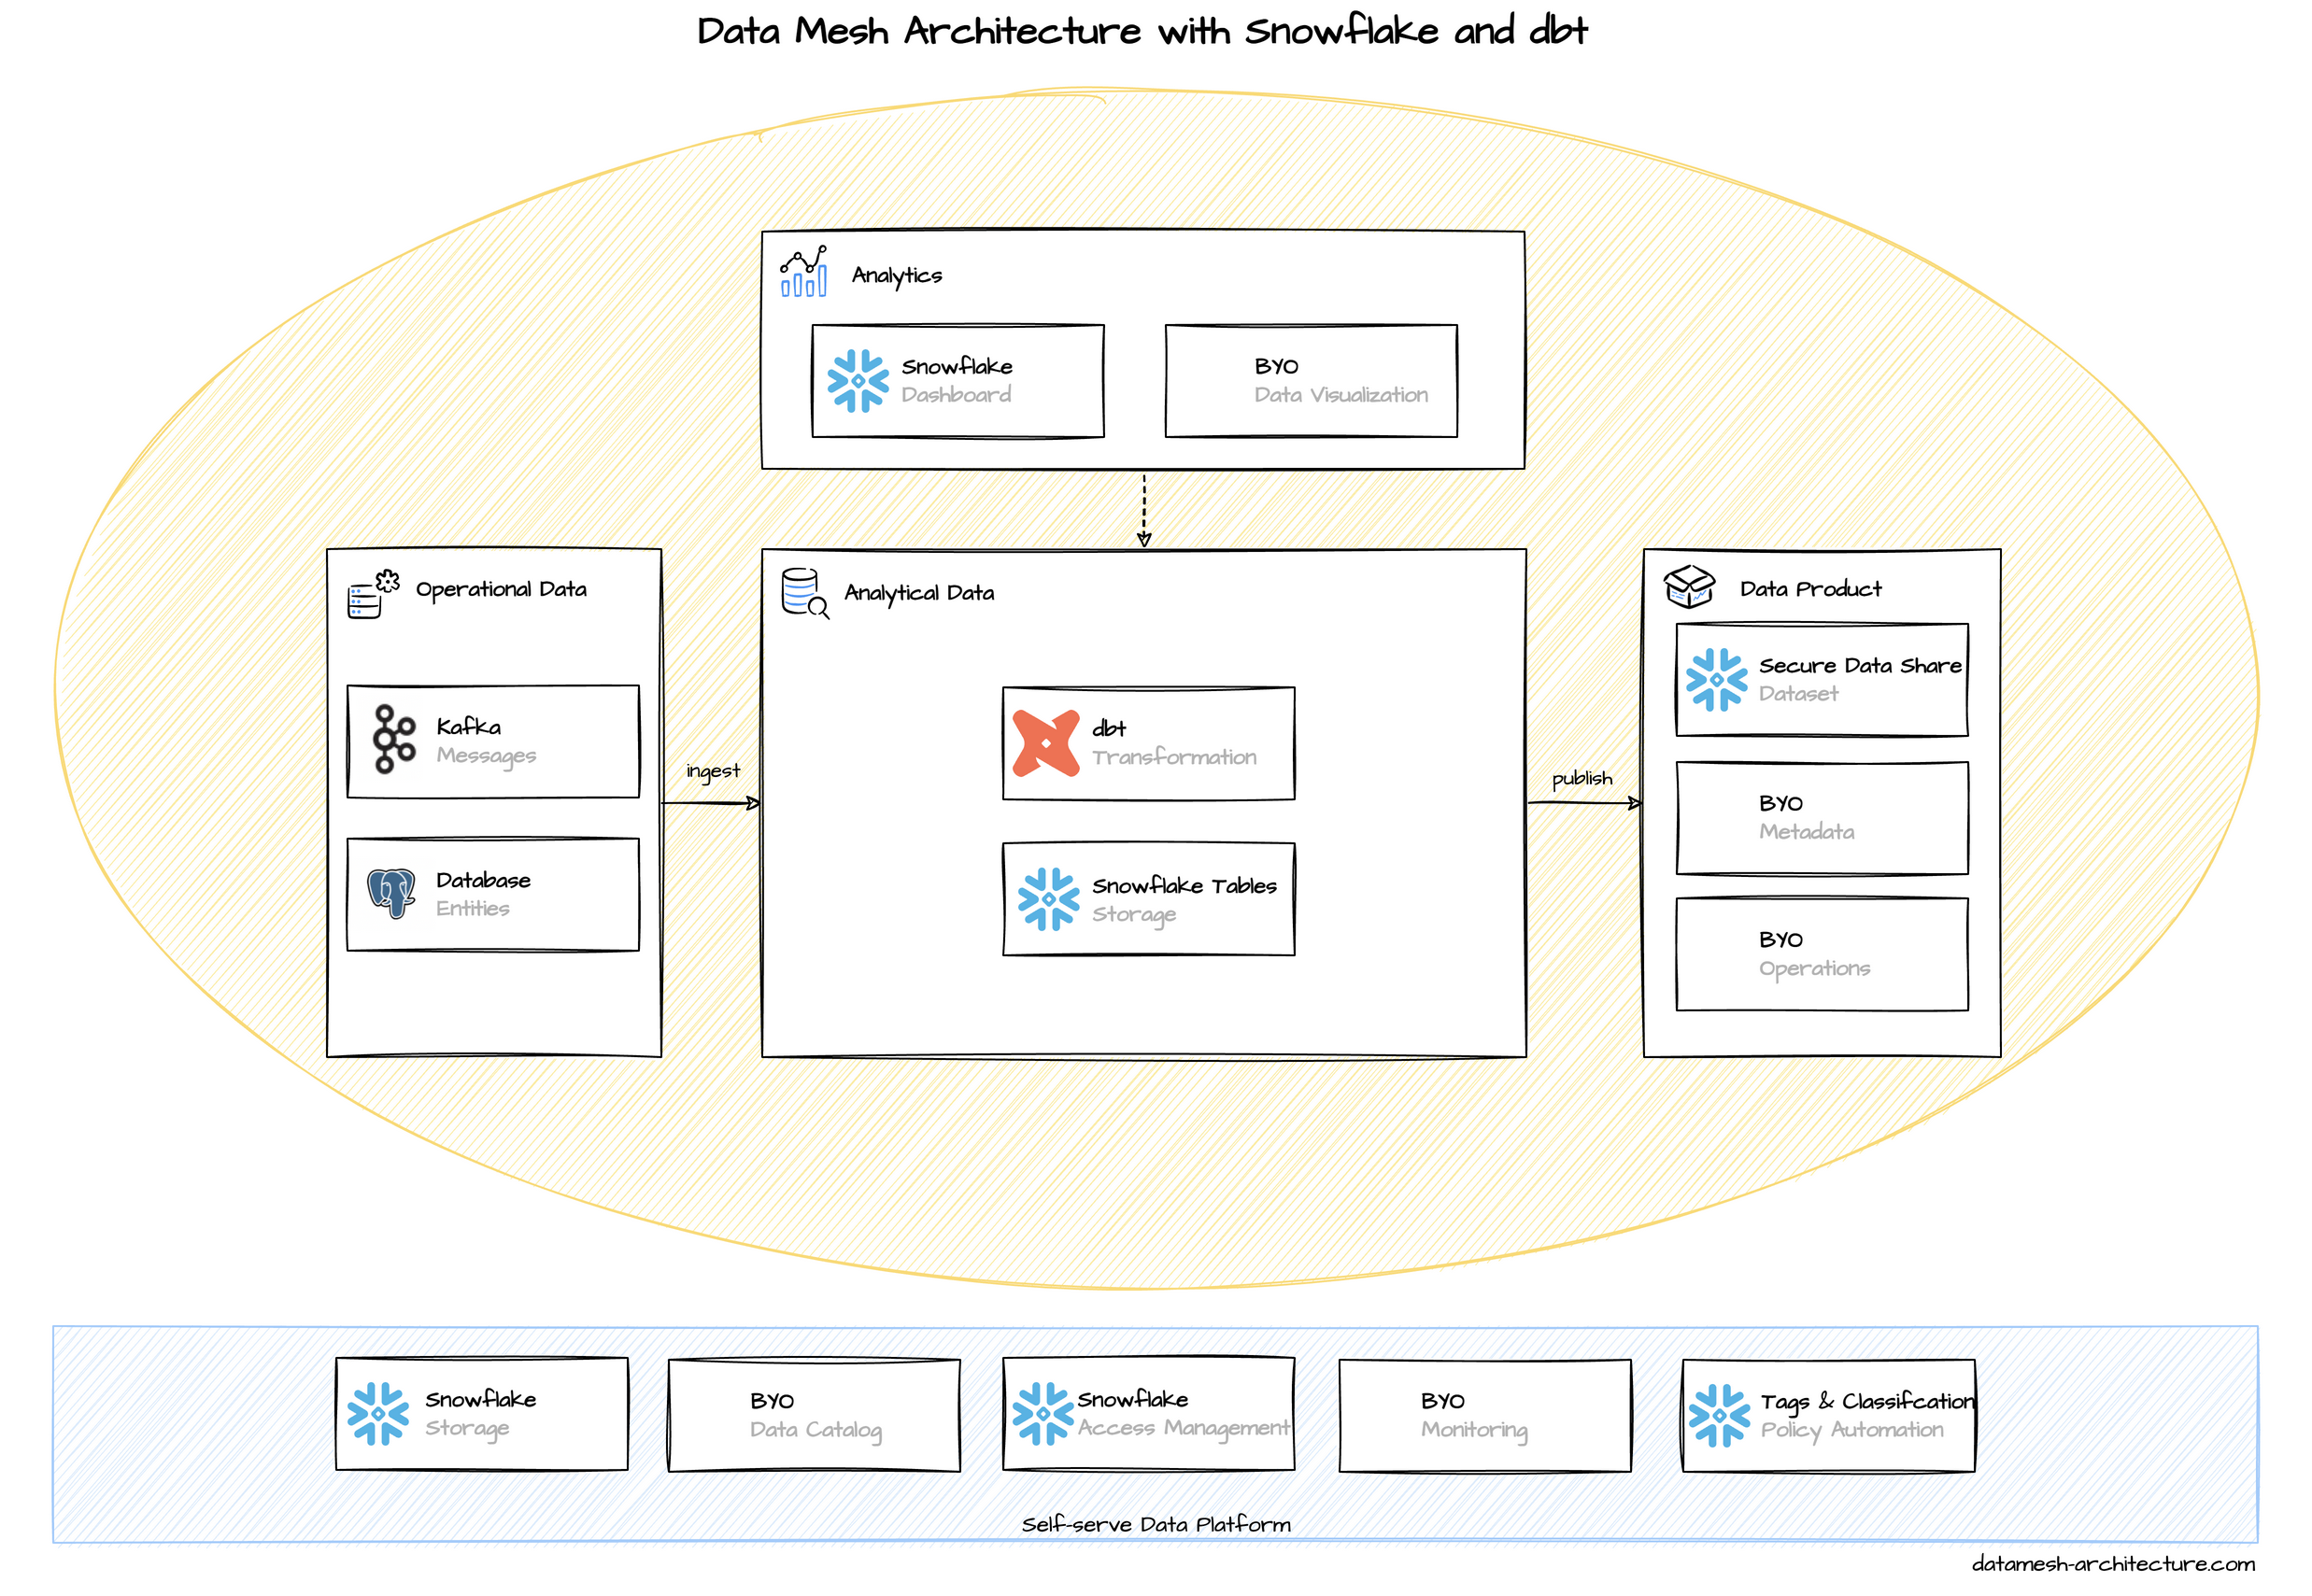 Data Mesh Architecture with Snowflake and dbt
Analytics
Snowflake
Dashboard
BYO
Data Visualization
Operational Data
Kafka
Messages
Database
Entities
ingest
Analytical Data
dbt
Transformation
Snowflake Tables
Storage
publish
Data Product
Secure Data Share
Dataset
BYO
Metadata
BYO
Operations
Snowflake
Storage
BYO
Data Catalog
Snowflake
Access Management
BYO
Monitoring
Tags & Classifcation
Policy Automation
Self-serve Data Platform
datamesh-architecture.com